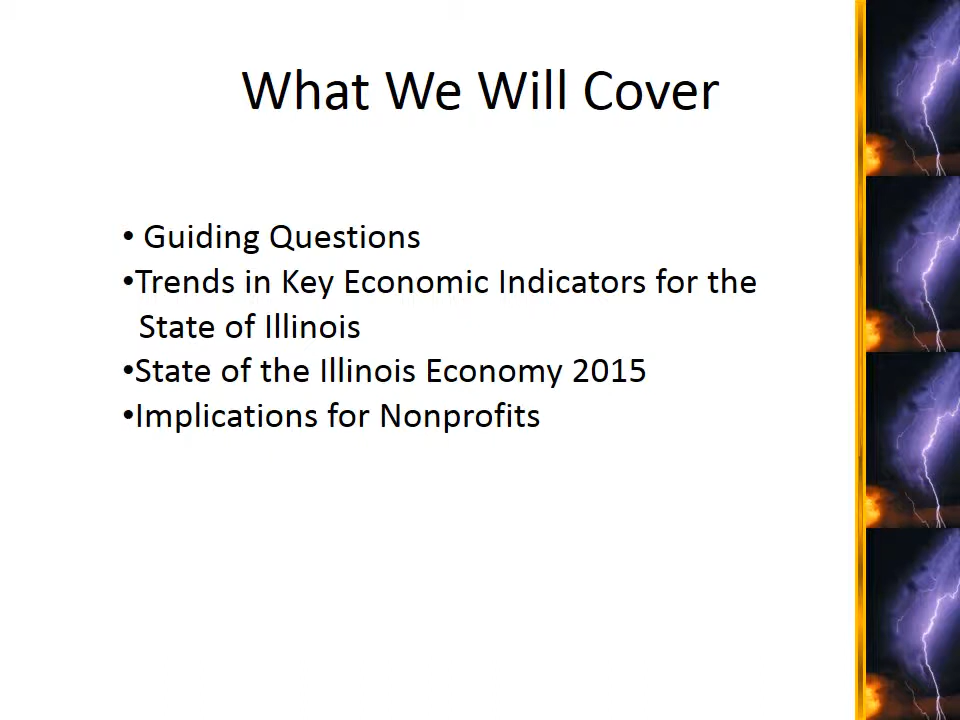 What We Will Cover
• Guiding Questions
•Trends in Key Economic Indicators for the
State of Illinois
•State of the Illinois Economy 2015
•Implications for Nonprofits